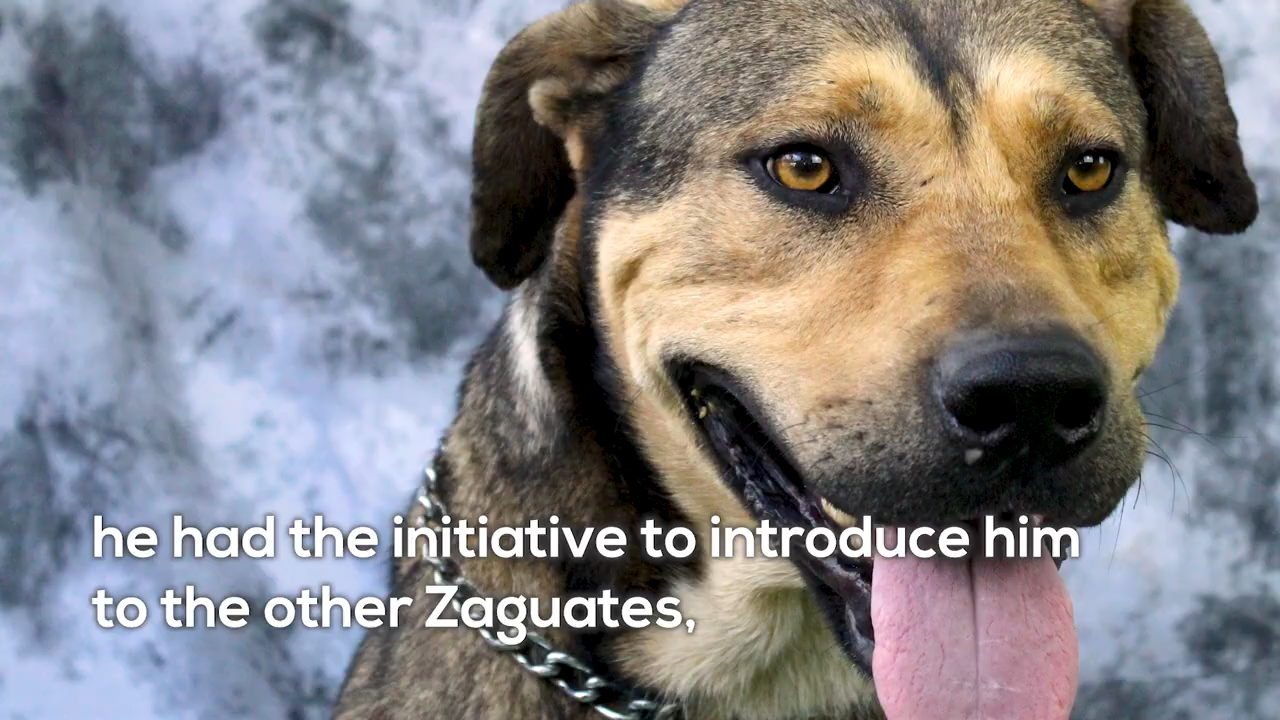 he had the initiative to introduce him
to the other Zaguates,